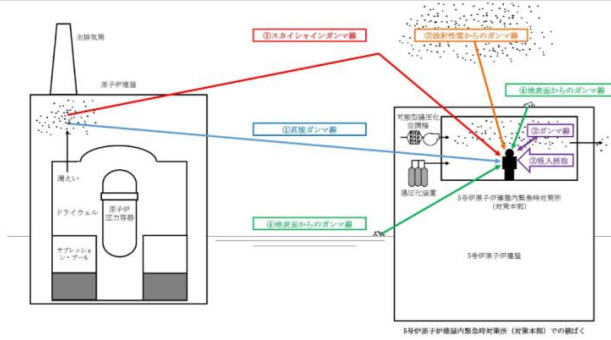 主排気筒
原子炉建屋
漏えい
ドライウェル
原子炉
圧力容器
サプレッショ
ン・プール
①スカイシャインガンマ線
①直接ガンマ線
④地表面からのガンマ線
②放射性雲からのガンマ線
④地表面からのガンマ線
可搬型陽圧化
空調機
陽圧化装置
③ガンマ線
③吸入摂取
5号炉原子炉建屋内緊急時対策所
(対策本部)
5号炉原子炉建屋
5号炉原子炉建屋内緊急時対策所(対策本部)での被ばく